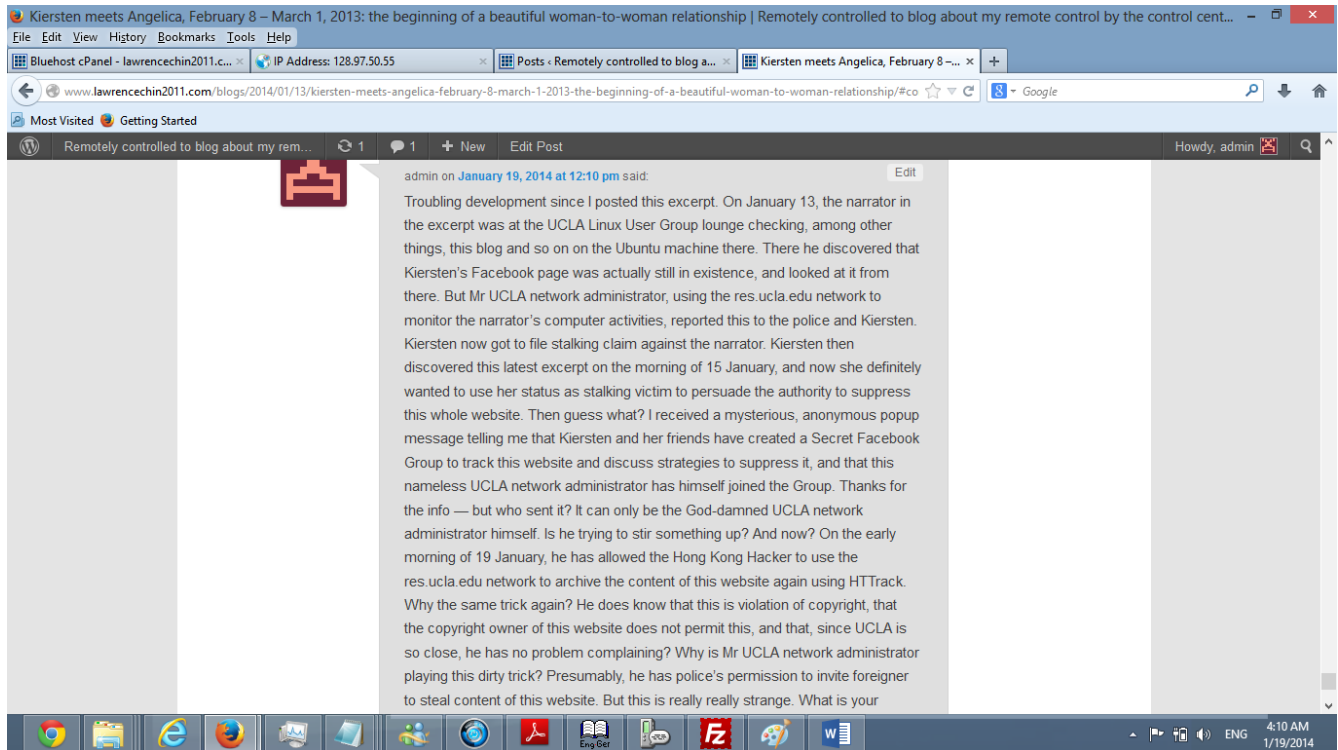 Kiersten meets Angelica, February 8 – March 1, 2013: the beginning of a beautiful woman-to-woman relationship | Remotely controlled to blog about my remote control by the control cent...
File Edit View History Bookmarks Tools Help
Bluehost cPanel - lawrencechin2011.c... IP Address: 128.97.50.55 Posts ‹ Remotely controlled to blog a... Kiersten meets Angelica, February 8 –...
www.lawrencechin2011.com/blogs/2014/01/13/kiersten-meets-angelica-february-8-march-1-2013-the-beginning-of-a-beautiful-woman-to-woman-relationship/#co Google
Most Visited Getting Started
Remotely controlled to blog about my rem... 1 1 + New Edit Post Howdy, admin
admin on January 19, 2014 at 12:10 pm said: Edit
Troubling development since I posted this excerpt. On January 13, the narrator in
the excerpt was at the UCLA Linux User Group lounge checking, among other
things, this blog and so on on the Ubuntu machine there. There he discovered that
Kiersten's Facebook page was actually still in existence, and looked at it from
there. But Mr UCLA network administrator, using the res.ucla.edu network to
monitor the narrator's computer activities, reported this to the police and Kiersten.
Kiersten now got to file stalking claim against the narrator. Kiersten then
discovered this latest excerpt on the morning of 15 January, and now she definitely
wanted to use her status as stalking victim to persuade the authority to suppress
this whole website. Then guess what? I received a mysterious, anonymous popup
message telling me that Kiersten and her friends have created a Secret Facebook
Group to track this website and discuss strategies to suppress it, and that this
nameless UCLA network administrator has himself joined the Group. Thanks for
the info — but who sent it? It can only be the God-damned UCLA network
administrator himself. Is he trying to stir something up? And now? On the early
morning of 19 January, he has allowed the Hong Kong Hacker to use the
res.ucla.edu network to archive the content of this website again using HTTrack.
Why the same trick again? He does know that this is violation of copyright, that
the copyright owner of this website does not permit this, and that, since UCLA is
so close, he has no problem complaining? Why is Mr UCLA network administrator
playing this dirty trick? Presumably, he has police's permission to invite foreigner
to steal content of this website. But this is really really strange. What is your
Eng Ger
ENG 4:10 AM
1/19/2014